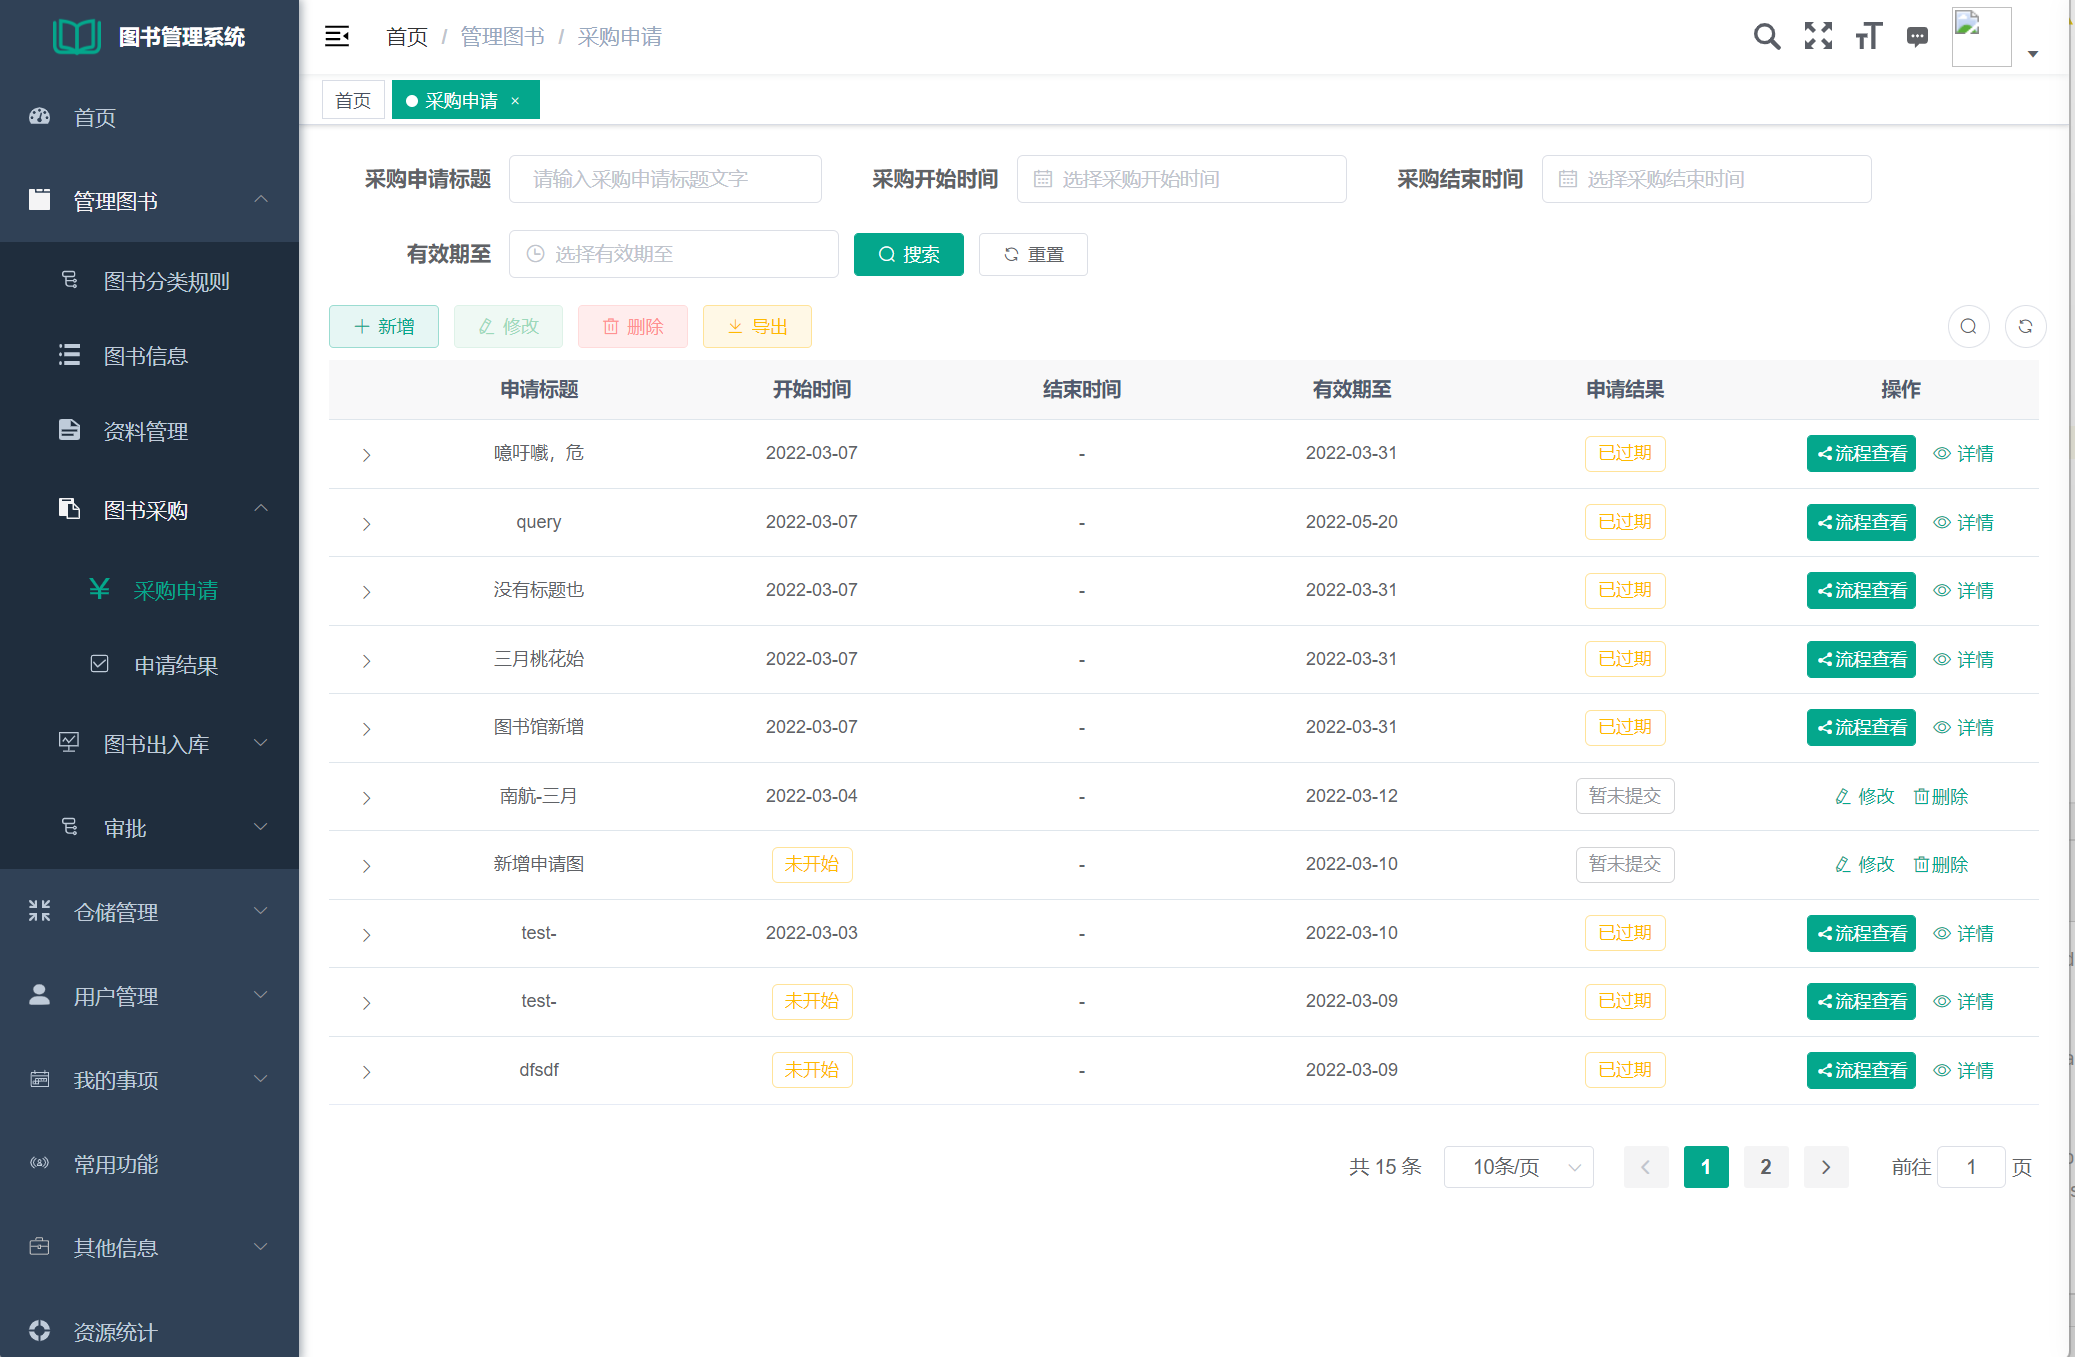 图书管理系统
首页
管理图书
图书分类规则
图书信息
资料管理
图书采购
采购申请
申请结果
图书出入库
审批
仓储管理
用户管理
我的事项
常用功能
其他信息
资源统计
首页 / 管理图书 / 采购申请
首页 采购申请 ×
采购申请标题 请输入采购申请标题文字 采购开始时间 选择采购开始时间 采购结束时间 选择采购结束时间
有效期至 选择有效期至 搜索 重置
新增 修改 删除 导出
申请标题 开始时间 结束时间 有效期至 申请结果 操作
噫吁嚱，危 2022-03-07 - 2022-03-31 已过期 流程查看 详情
query 2022-03-07 - 2022-05-20 已过期 流程查看 详情
没有标题也 2022-03-07 - 2022-03-31 已过期 流程查看 详情
三月桃花始 2022-03-07 - 2022-03-31 已过期 流程查看 详情
图书馆新增 2022-03-07 - 2022-03-31 已过期 流程查看 详情
南航-三月 2022-03-04 - 2022-03-12 暂未提交 修改 删除
新增申请图 未开始 - 2022-03-10 暂未提交 修改 删除
test- 2022-03-03 - 2022-03-10 已过期 流程查看 详情
test- 未开始 - 2022-03-09 已过期 流程查看 详情
dfsdf 未开始 - 2022-03-09 已过期 流程查看 详情
共 15 条 10条/页 1 2 前往 1 页